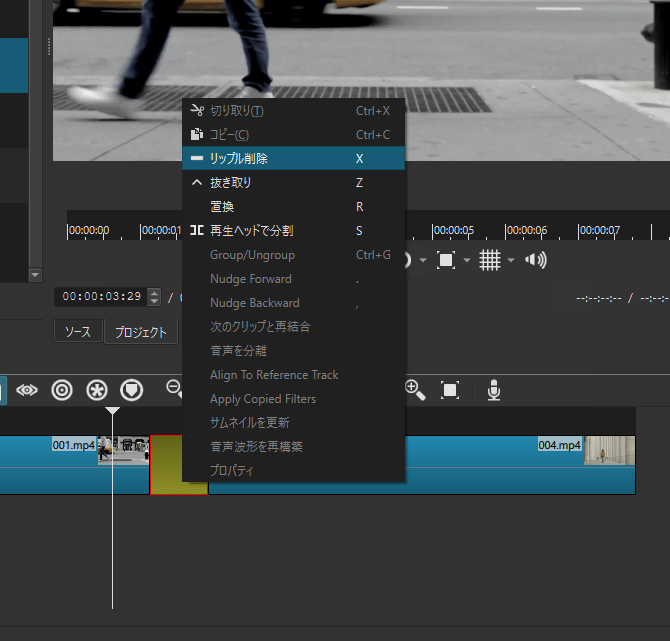 切り取り(T) Ctrl+X
コピー(C) Ctrl+C
リップル削除 X
抜き取り Z
置換 R
再生ヘッドで分割 S
Group/Ungroup Ctrl+G
Nudge Forward .
Nudge Backward ,
次のクリップと再結合
音声を分離
Align To Reference Track
Apply Copied Filters
サムネイルを更新
音声波形を再構築
プロパティ
00:00:00 00:00:01 00:00:05 00:00:06 00:00:07
00:00:03:29 / --:--:--:-- / --:--:-
ソース プロジェクト
001.mp4 004.mp4